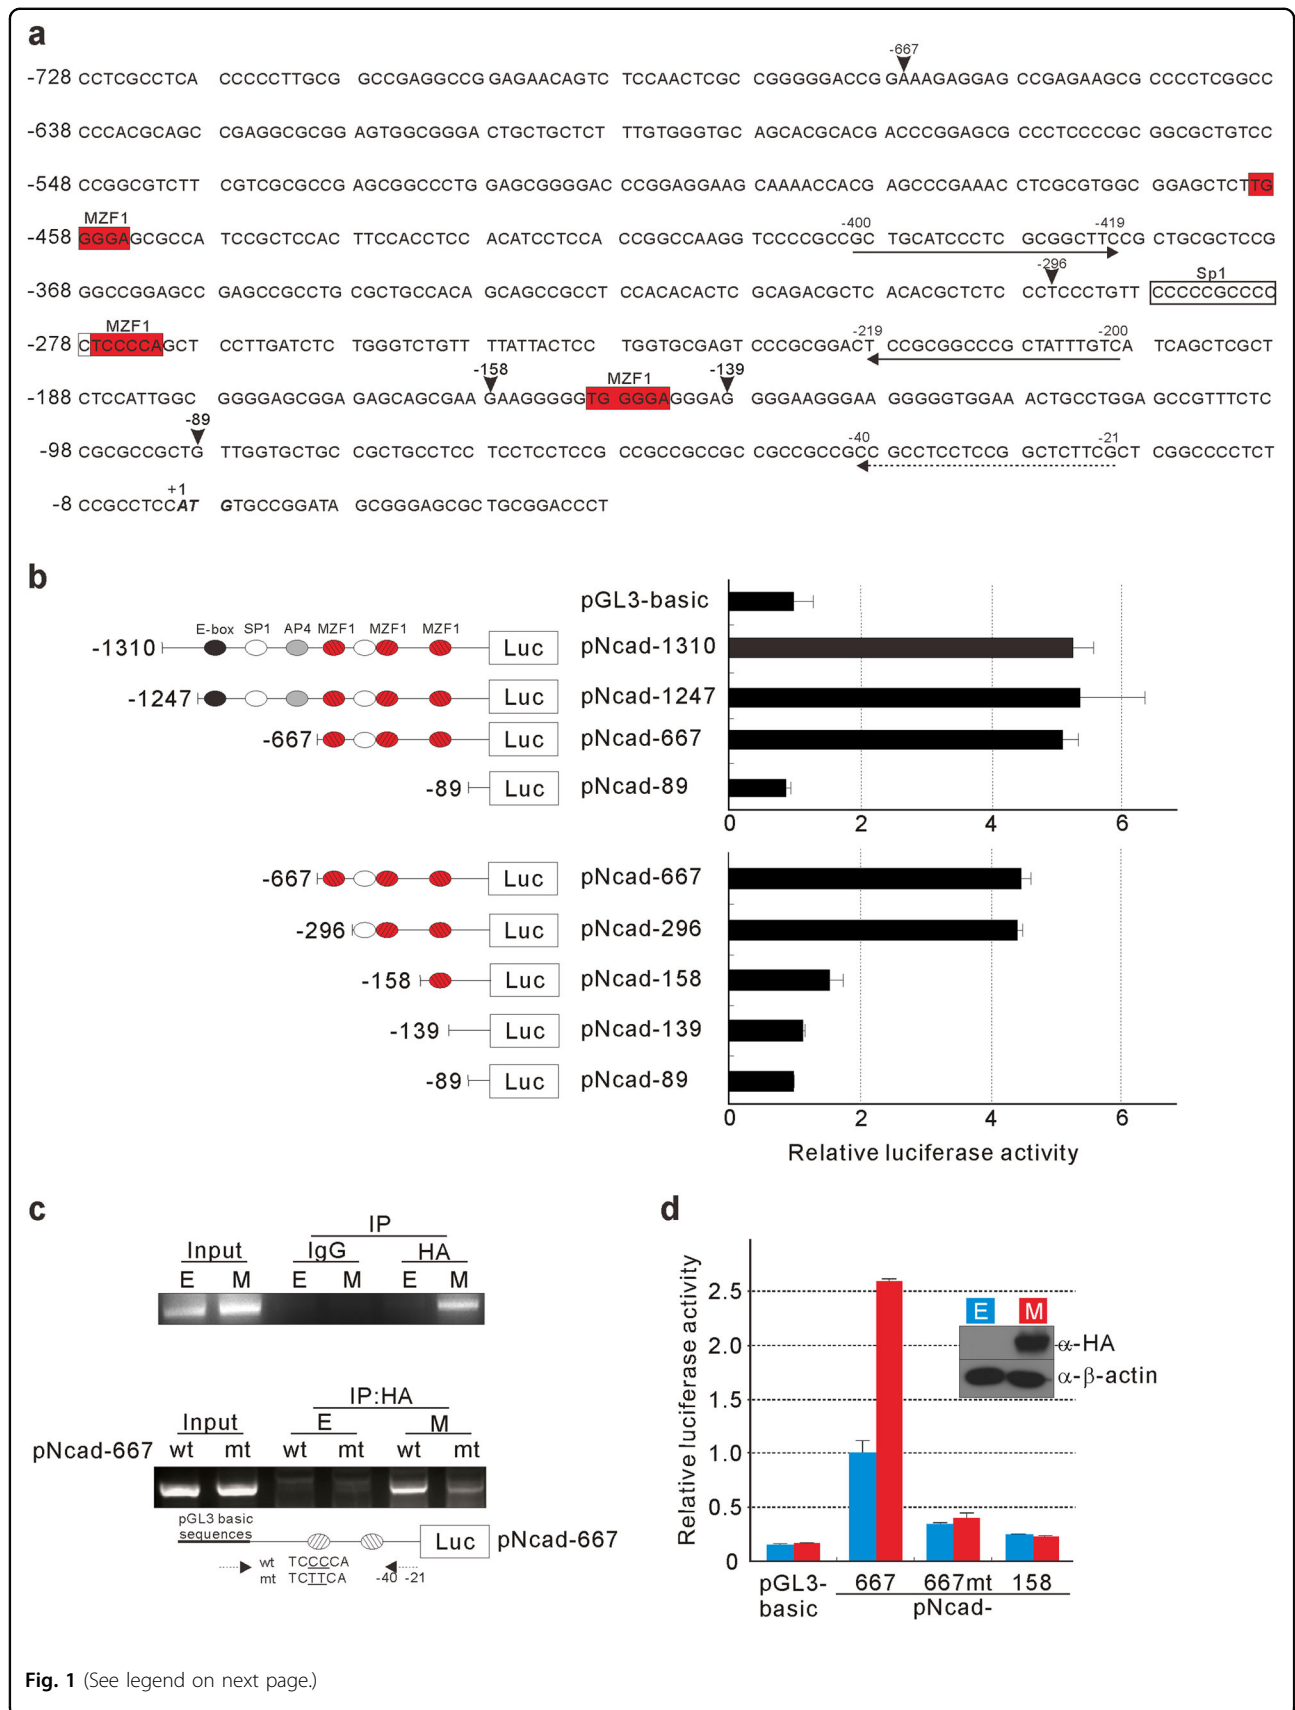 a
-667
-728 CCTCGCCTCA CCCCCTTGCG GCCGAGGCCG GAGAACAGTC TCCAACTCGC CGGGGGACCG GAAAGAGGAG CCGAGAAGCG CCCCTCGGCC
-638 CCCACGCAGC CGAGGCGCGG AGTGGCGGGA CTGCTGCTCT TTGTGGGTGC AGCACGCACG ACCCGGAGCG CCCTCCCCGC GGCGCTGTCC
-548 CCGGCGTCTT CGTCGCGCCG AGCGGCCCTG GAGCGGGGAC CCGGAGGAAG CAAAACCACG AGCCCGAAAC CTCGCGTGGC GGAGCTCTTG
MZF1
-400 -419
-458 GGGAGCGCCA TCCGCTCCAC TTCCACCTCC ACATCCTCCA CCGGCCAAGG TCCCCGCCGC TGCATCCCTC GCGGCTTCCG CTGCGCTCCG
-296 Sp1
-368 GGCCGGAGCC GAGCCGCCTG CGCTGCCACA GCAGCCGCCT CCACACACTC GCAGACGCTC ACACGCTCTC CCTCCCTGTT CCCCCGCCCC
MZF1
-219 -200
-278 CTCCCCAGCT CCTTGATCTC TGGGTCTGTT TTATTACTCC TGGTGCGAGT CCCGCGGACT CCGCGGCCCG CTATTTGTCA TCAGCTCGCT
-158 MZF1 -139
-188 CTCCATTGGC GGGGAGCGGA GAGCAGCGAA GAAGGGGGTG GGGAGGGAG GGGAAGGGAA GGGGGTGGAA ACTGCCTGGA GCCGTTTCTC
-89
-40 -21
-98 CGCGCCGCTG TTGGTGCTGC CGCTGCCTCC TCCTCCTCCG CCGCCGCCGC CGCCGCCGCC GCCTCCTCCG GCTCTTCGCT CGGCCCCTCT
+1
-8 CCGCCTCCAT GTGCCGGATA GCGGGAGCGC TGCGGACCCT
b
pGL3-basic
E-box SP1 AP4 MZF1 MZF1 MZF1
-1310 Luc pNcad-1310
-1247 Luc pNcad-1247
-667 Luc pNcad-667
-89 Luc pNcad-89
0 2 4 6
-667 Luc pNcad-667
-296 Luc pNcad-296
-158 Luc pNcad-158
-139 Luc pNcad-139
-89 Luc pNcad-89
0 2 4 6
Relative luciferase activity
c
IP
Input IgG HA
E M E M E M
IP:HA
Input E M
pNcad-667 wt mt wt mt wt mt
pGL3 basic
sequences
Luc pNcad-667
wt TCCCCA
mt TCTTCA
-40 -21
d
Relative luciferase activity
2.5
2.0
1.5
1.0
0.5
0
E M
α-HA
α-β-actin
pGL3-
basic
667 667mt 158
pNcad-
Fig. 1 (See legend on next page.)